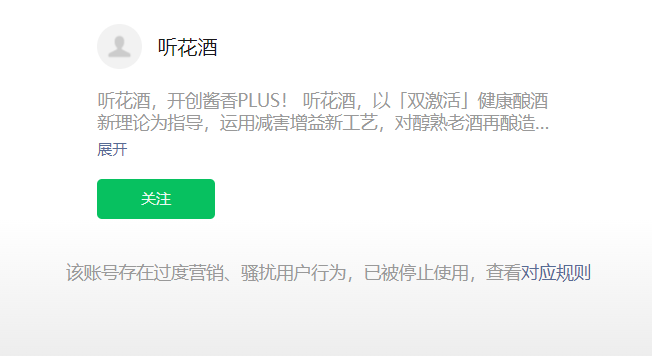 听花酒
听花酒，开创酱香PLUS！ 听花酒，以「双激活」健康酿酒
新理论为指导，运用减害增益新工艺，对醇熟老酒再酿造...
展开
关注
该账号存在过度营销、骚扰用户行为，已被停止使用，查看对应规则